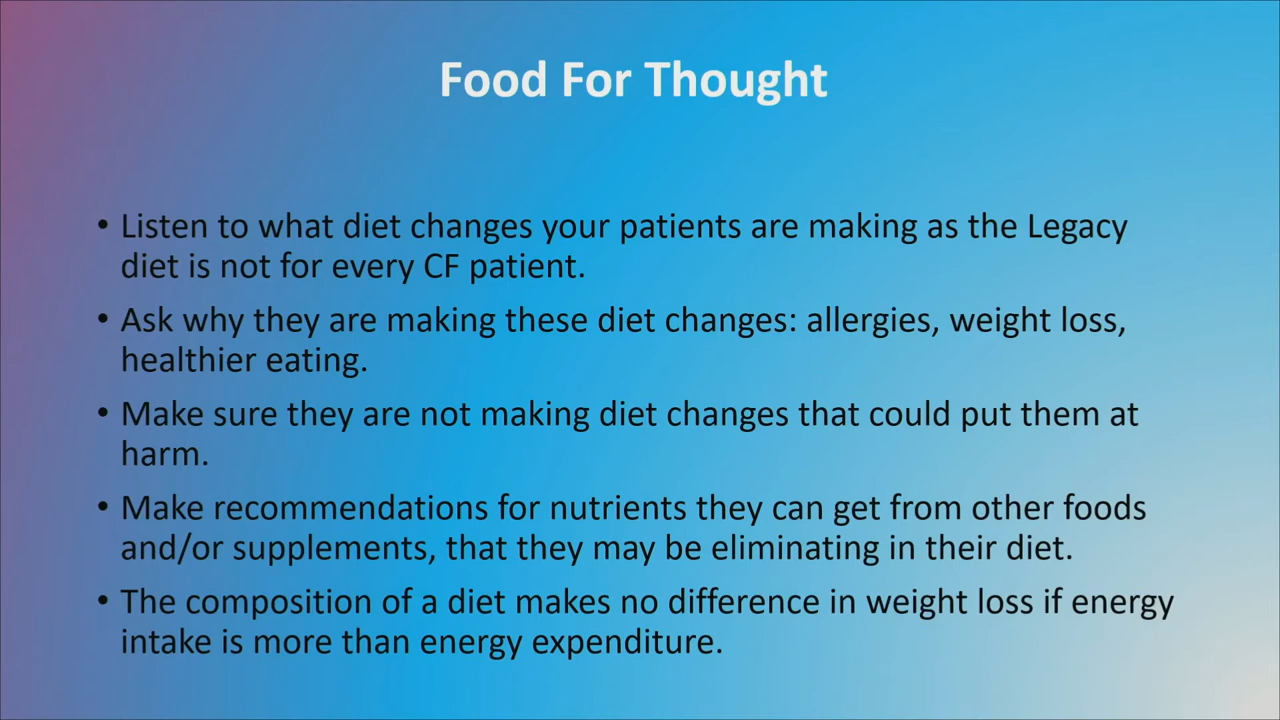 Food For Thought
• Listen to what diet changes your patients are making as the Legacy
diet is not for every CF patient.
• Ask why they are making these diet changes: allergies, weight loss,
healthier eating.
• Make sure they are not making diet changes that could put them at
harm.
• Make recommendations for nutrients they can get from other foods
and/or supplements, that they may be eliminating in their diet.
• The composition of a diet makes no difference in weight loss if energy
intake is more than energy expenditure.